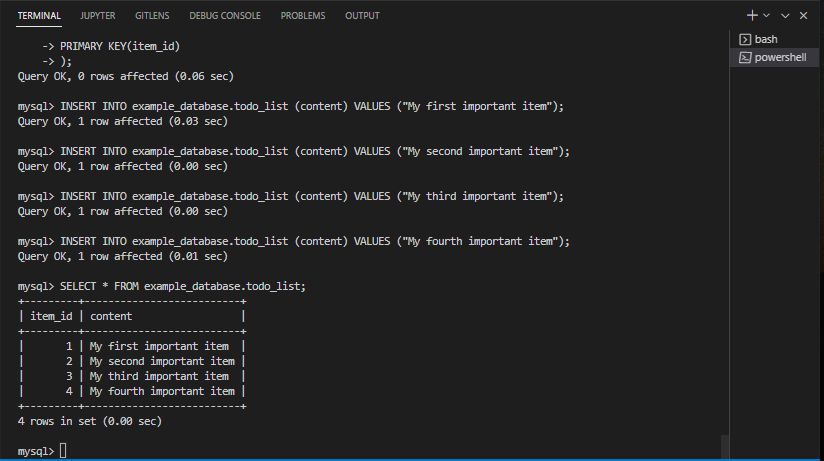 TERMINAL JUPYTER GITLENS DEBUG CONSOLE PROBLEMS OUTPUT
bash
powershell
    -> PRIMARY KEY(item_id)
    -> );
Query OK, 0 rows affected (0.06 sec)
mysql> INSERT INTO example_database.todo_list (content) VALUES ("My first important item");
Query OK, 1 row affected (0.03 sec)
mysql> INSERT INTO example_database.todo_list (content) VALUES ("My second important item");
Query OK, 1 row affected (0.00 sec)
mysql> INSERT INTO example_database.todo_list (content) VALUES ("My third important item");
Query OK, 1 row affected (0.00 sec)
mysql> INSERT INTO example_database.todo_list (content) VALUES ("My fourth important item");
Query OK, 1 row affected (0.01 sec)
mysql> SELECT * FROM example_database.todo_list;
+---------+--------------------------+
| item_id | content                  |
+---------+--------------------------+
|       1 | My first important item  |
|       2 | My second important item |
|       3 | My third important item  |
|       4 | My fourth important item |
+---------+--------------------------+
4 rows in set (0.00 sec)
mysql>